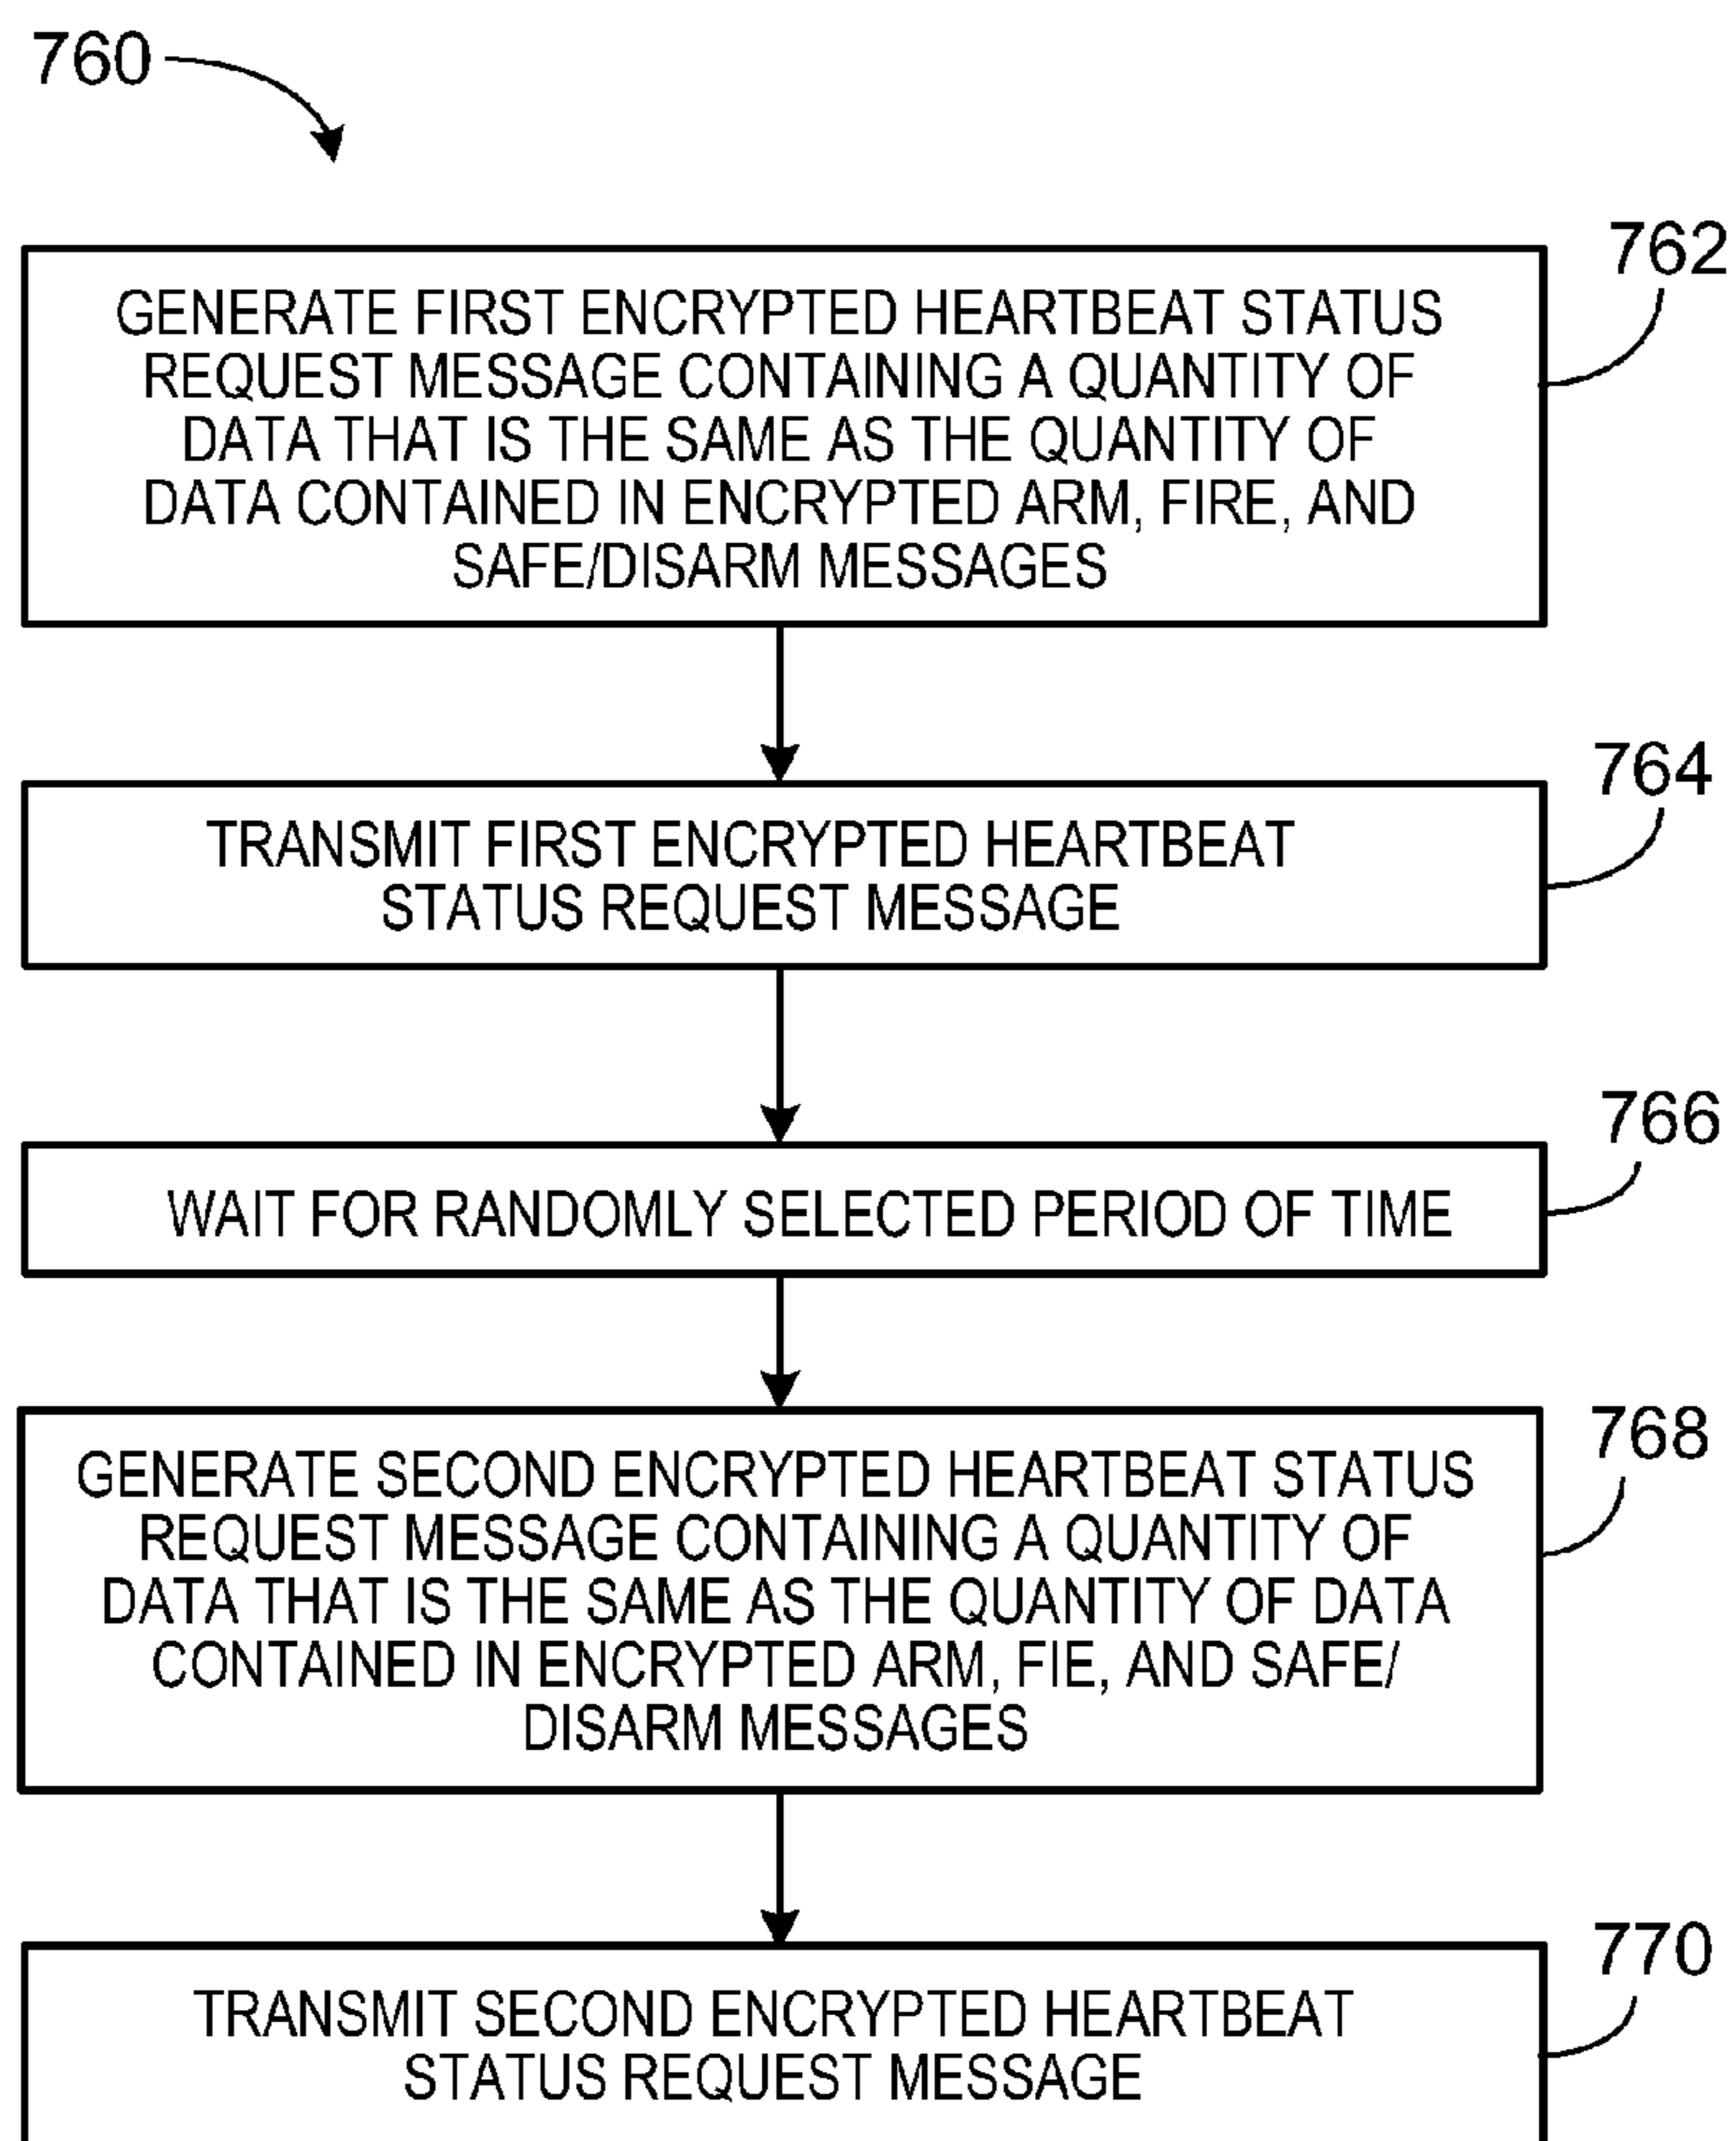 760
762
GENERATE FIRST ENCRYPTED HEARTBEAT STATUS
REQUEST MESSAGE CONTAINING A QUANTITY OF
DATA THAT IS THE SAME AS THE QUANTITY OF
DATA CONTAINED IN ENCRYPTED ARM, FIRE, AND
SAFE/DISARM MESSAGES
764
TRANSMIT FIRST ENCRYPTED HEARTBEAT
STATUS REQUEST MESSAGE
766
WAIT FOR RANDOMLY SELECTED PERIOD OF TIME
768
GENERATE SECOND ENCRYPTED HEARTBEAT STATUS
REQUEST MESSAGE CONTAINING A QUANTITY OF
DATA THAT IS THE SAME AS THE QUANTITY OF DATA
CONTAINED IN ENCRYPTED ARM, FIE, AND SAFE/
DISARM MESSAGES
770
TRANSMIT SECOND ENCRYPTED HEARTBEAT
STATUS REQUEST MESSAGE